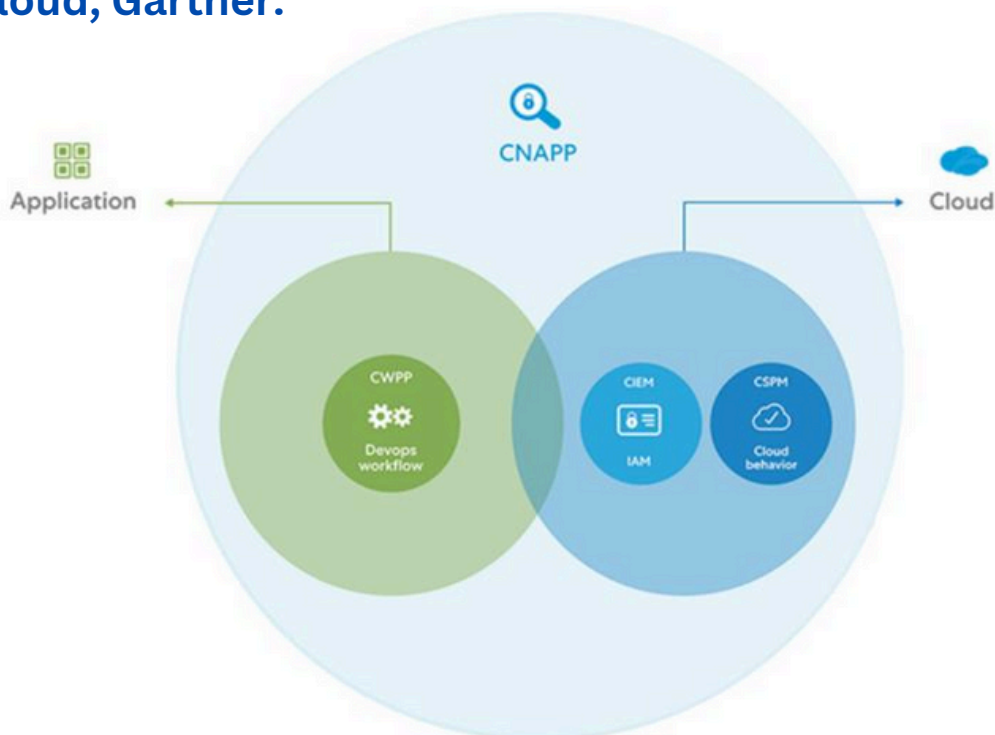 loud, Gartner.
CNAPP
Application
Cloud
CWPP
Devops
workflow
CIEM
IAM
CSPM
Cloud
behavior